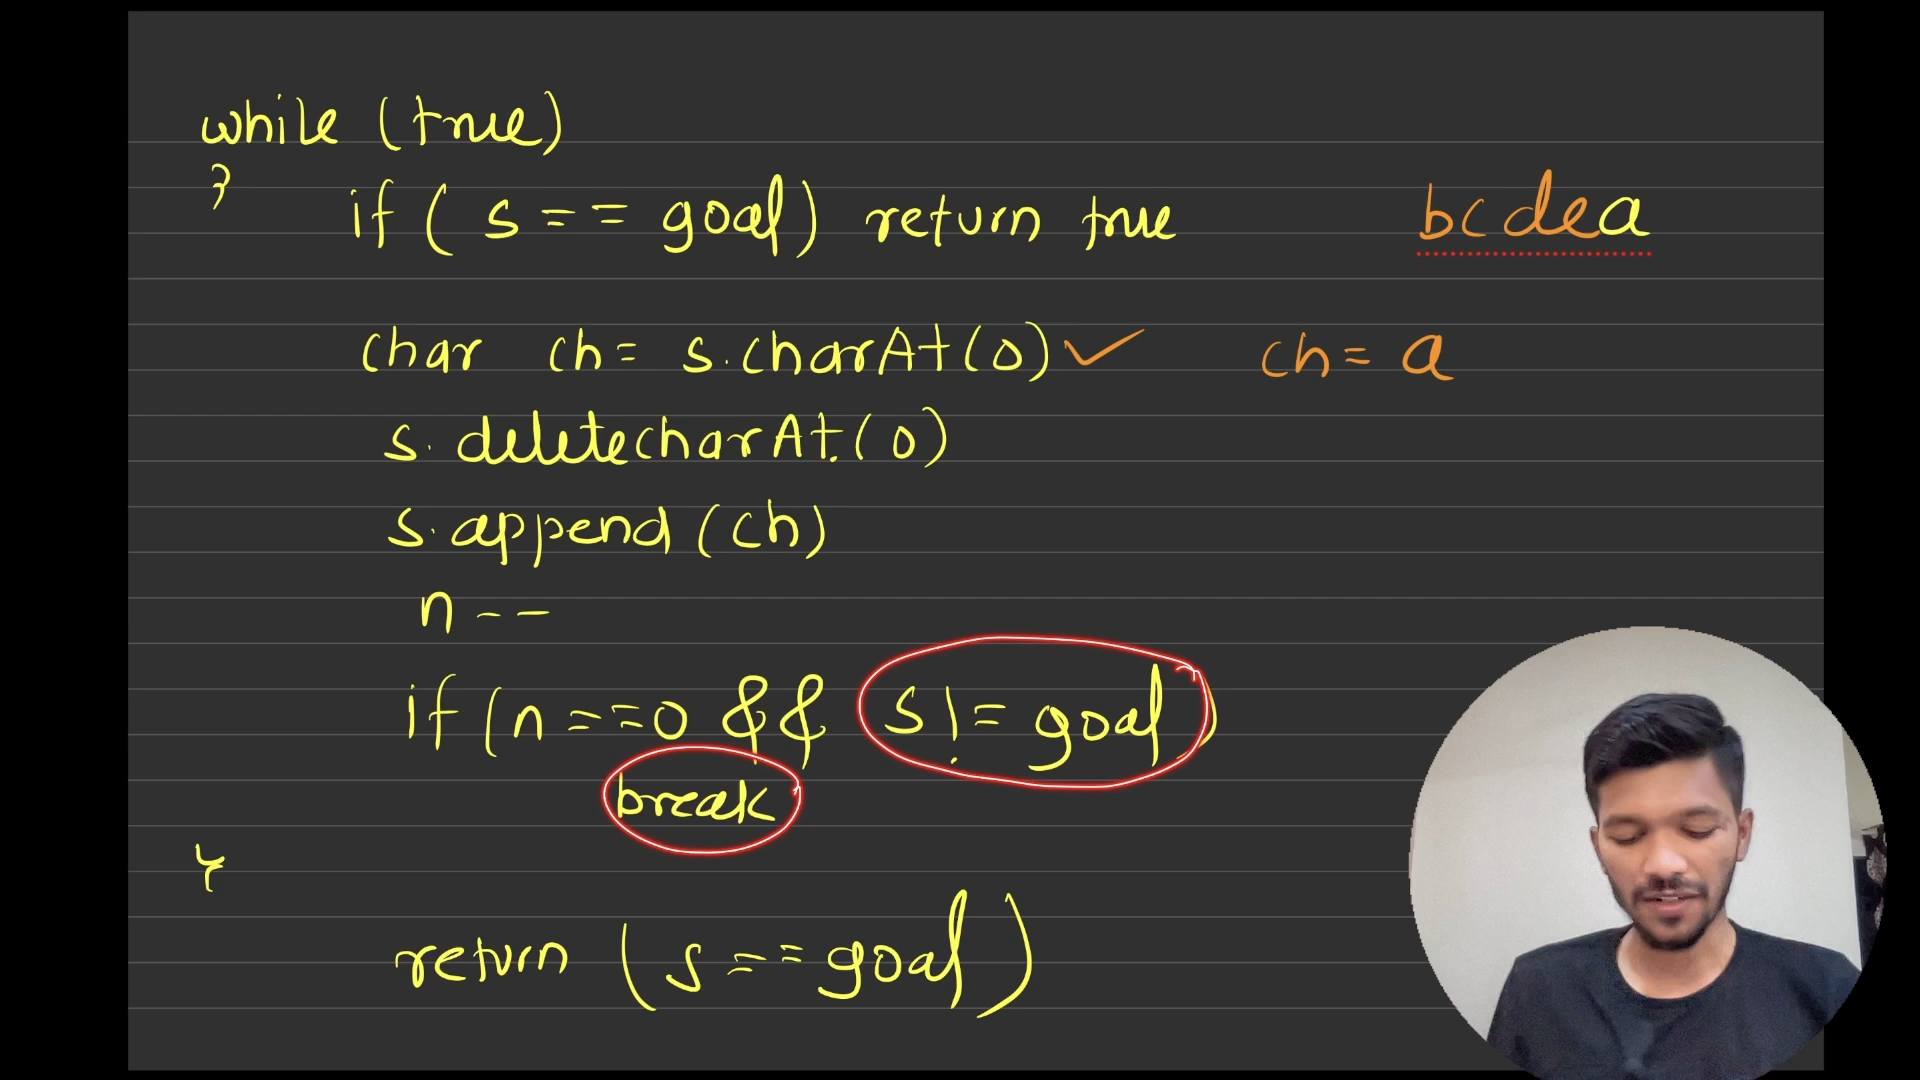 while (true)
{
if ( s == goal) return true
bcdea
char ch = s.charAt(0) ✓
ch = a
s.deletecharAt.(0)
s.append(ch)
n--
if (n ==0 && s != goal)
break
}
return (s == goal)